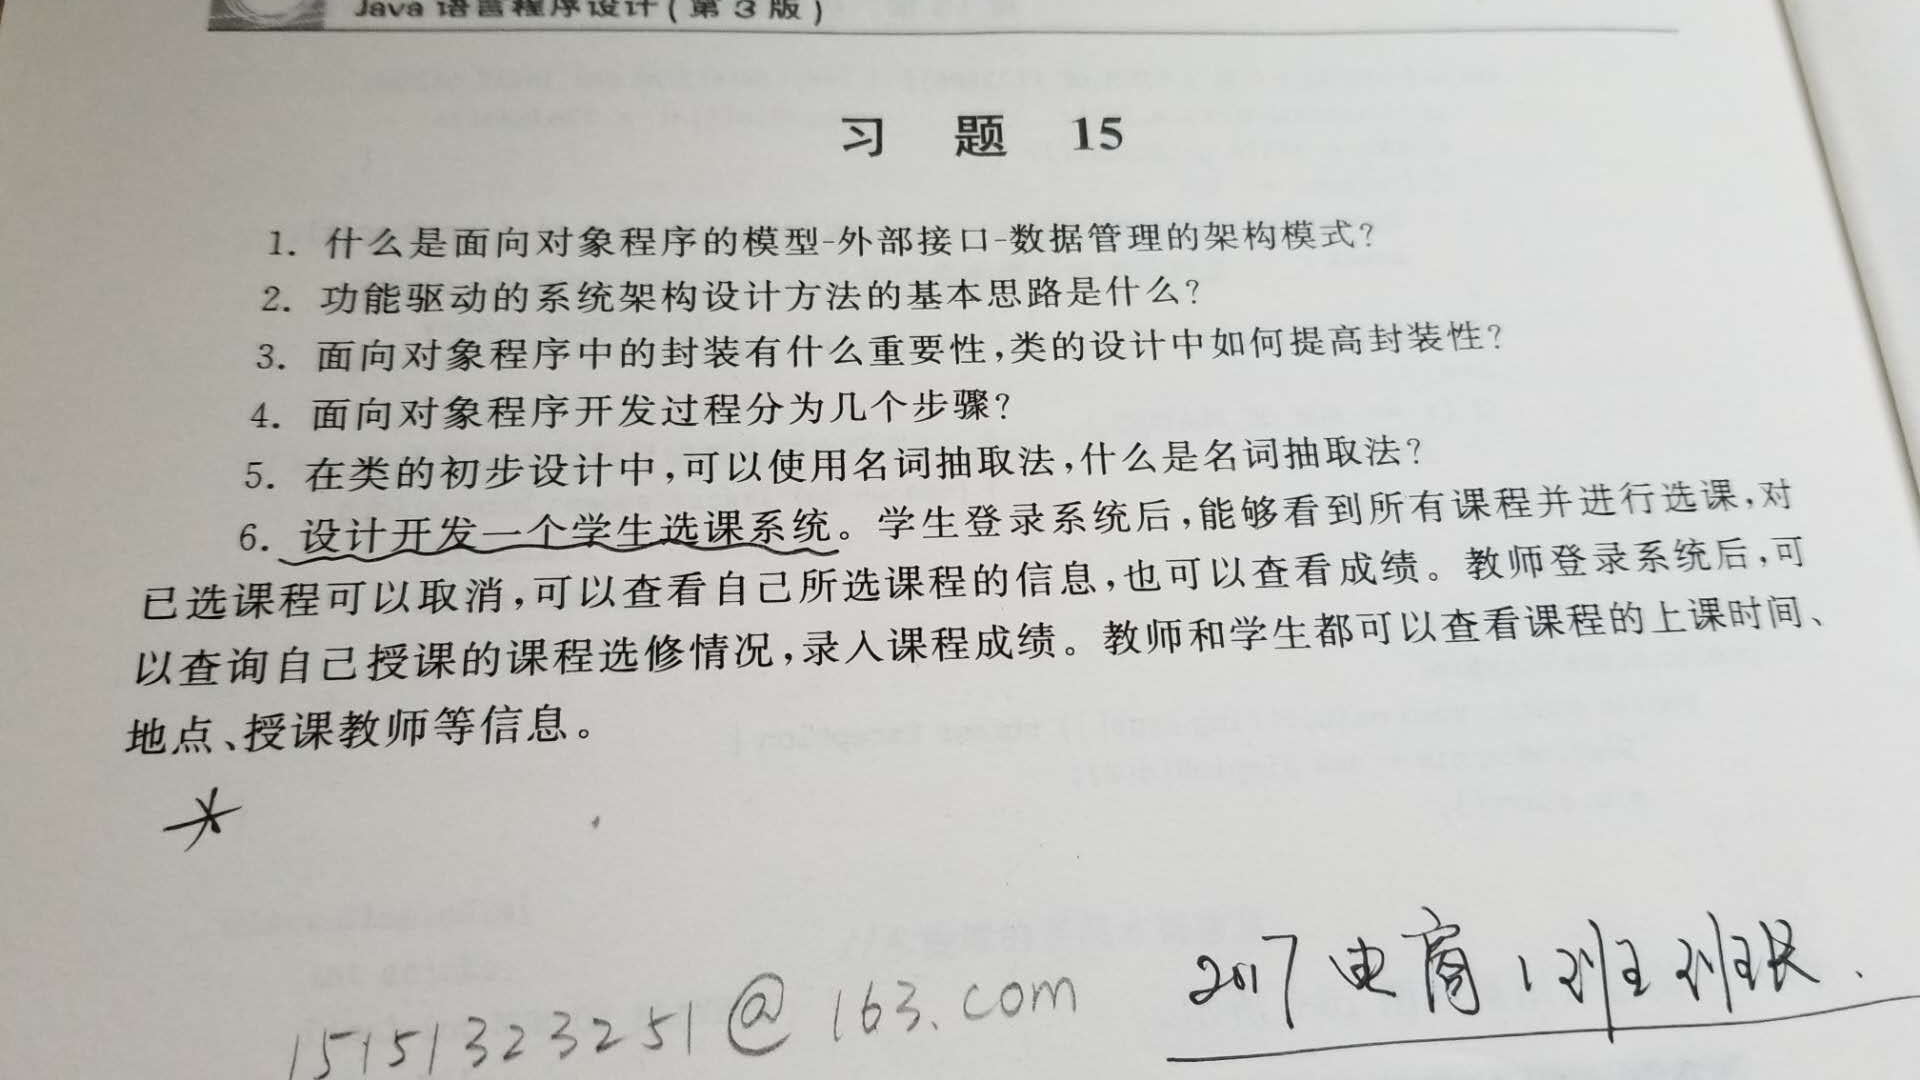 Java 语言程序设计(第3版)
习 题 15
1. 什么是面向对象程序的模型-外部接口-数据管理的架构模式?
2. 功能驱动的系统架构设计方法的基本思路是什么?
3. 面向对象程序中的封装有什么重要性,类的设计中如何提高封装性?
4. 面向对象程序开发过程分为几个步骤?
5. 在类的初步设计中,可以使用名词抽取法,什么是名词抽取法?
6. 设计开发一个学生选课系统。学生登录系统后,能够看到所有课程并进行选课,对
已选课程可以取消,可以查看自己所选课程的信息,也可以查看成绩。教师登录系统后,可
以查询自己授课的课程选修情况,录入课程成绩。教师和学生都可以查看课程的上课时间、
地点、授课教师等信息。
2017 电商 1 班 班长.
15151323251@163.com